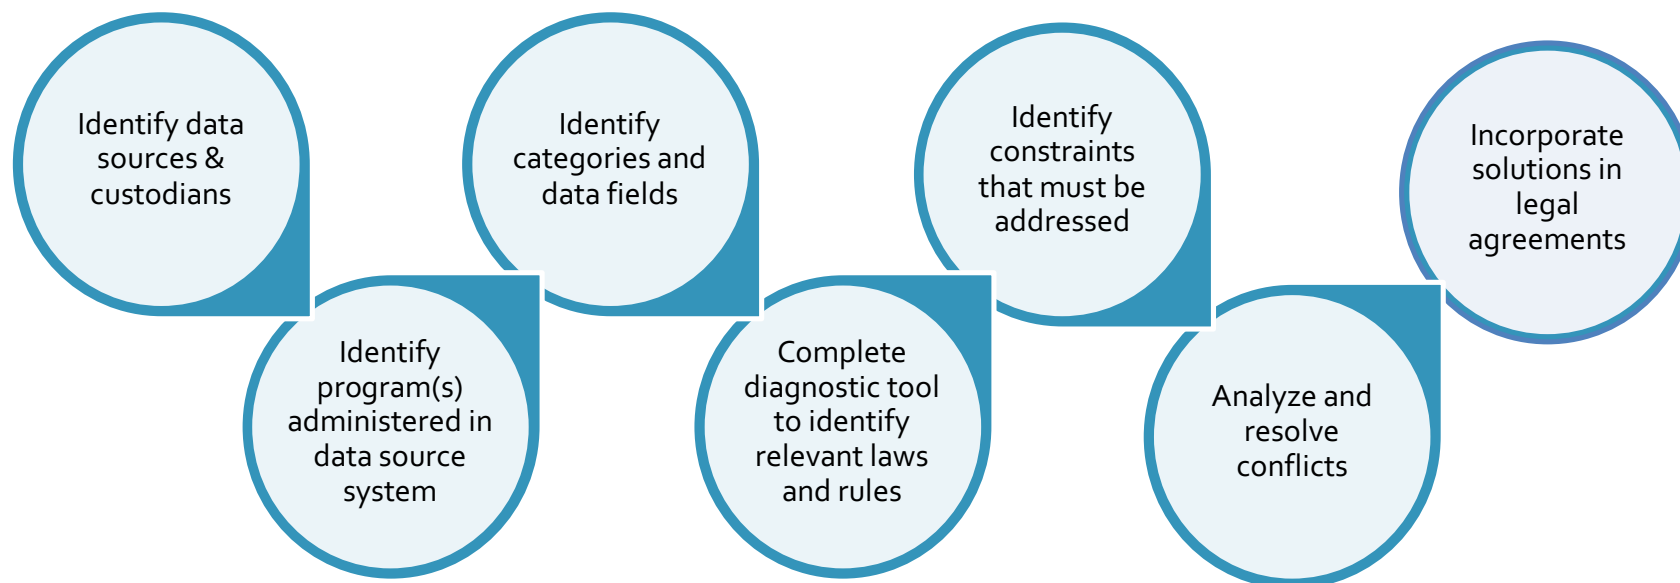 Identify data
sources &
custodians
Identify
program(s)
administered in
data source
system
Identify
categories and
data fields
Complete
diagnostic tool
to identify
relevant laws
and rules
Identify
constraints
that must be
addressed
Analyze and
resolve
conflicts
Incorporate
solutions in
legal
agreements